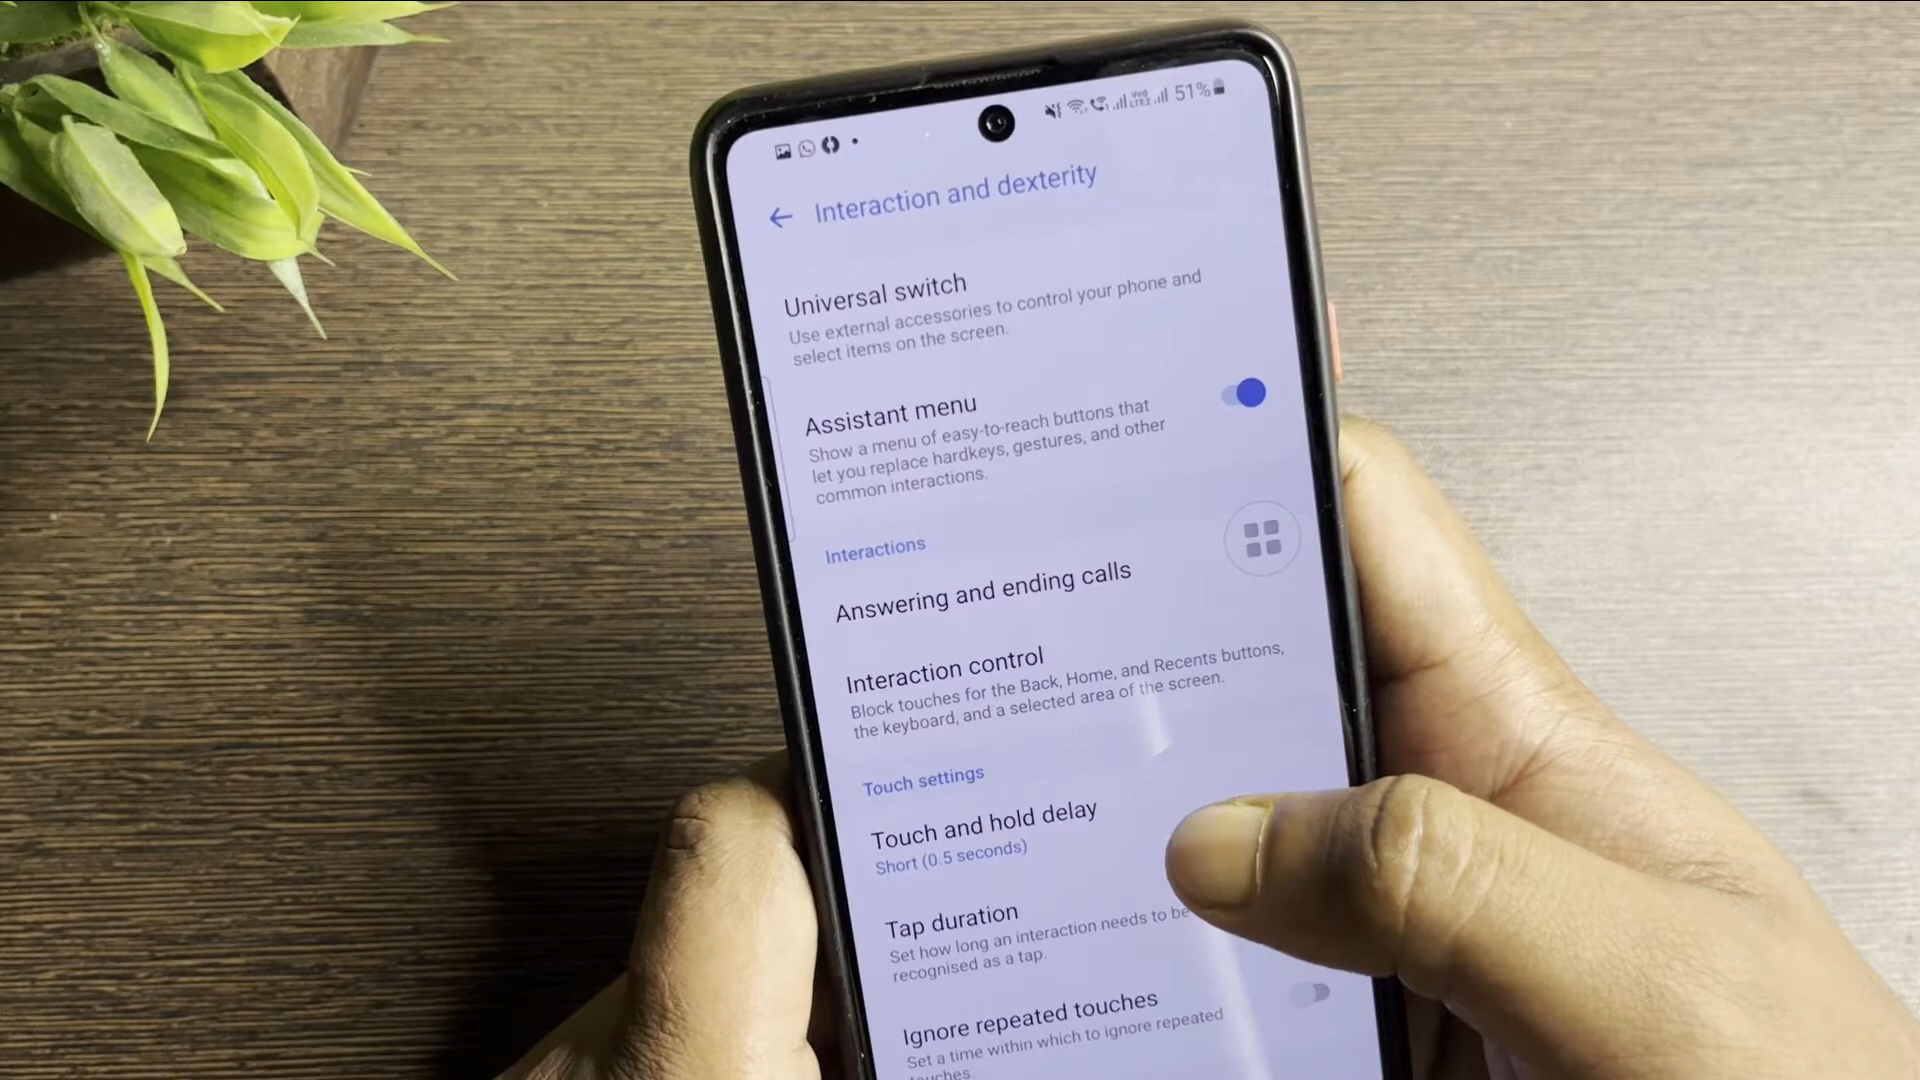 51%
Interaction and dexterity
Universal switch
Use external accessories to control your phone and
select items on the screen.
Assistant menu
Show a menu of easy-to-reach buttons that
let you replace hardkeys, gestures, and other
common interactions.
Interactions
Answering and ending calls
Interaction control
Block touches for the Back, Home, and Recents buttons,
the keyboard, and a selected area of the screen.
Touch settings
Touch and hold delay
Short (0.5 seconds)
Tap duration
Set how long an interaction needs to be
recognised as a tap.
Ignore repeated touches
Set a time within which to ignore repeated
touches.